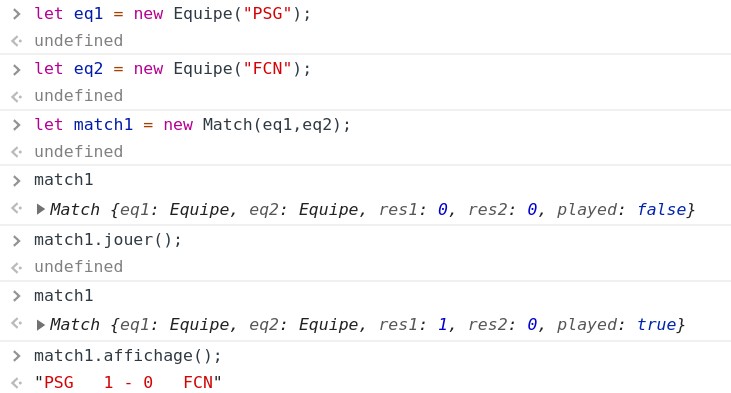 let eq1 = new Equipe("PSG");
undefined
let eq2 = new Equipe("FCN");
undefined
let match1 = new Match(eq1,eq2);
undefined
match1
Match {eq1: Equipe, eq2: Equipe, res1: 0, res2: 0, played: false}
match1.jouer();
undefined
match1
Match {eq1: Equipe, eq2: Equipe, res1: 1, res2: 0, played: true}
match1.affichage();
"PSG   1 - 0   FCN"